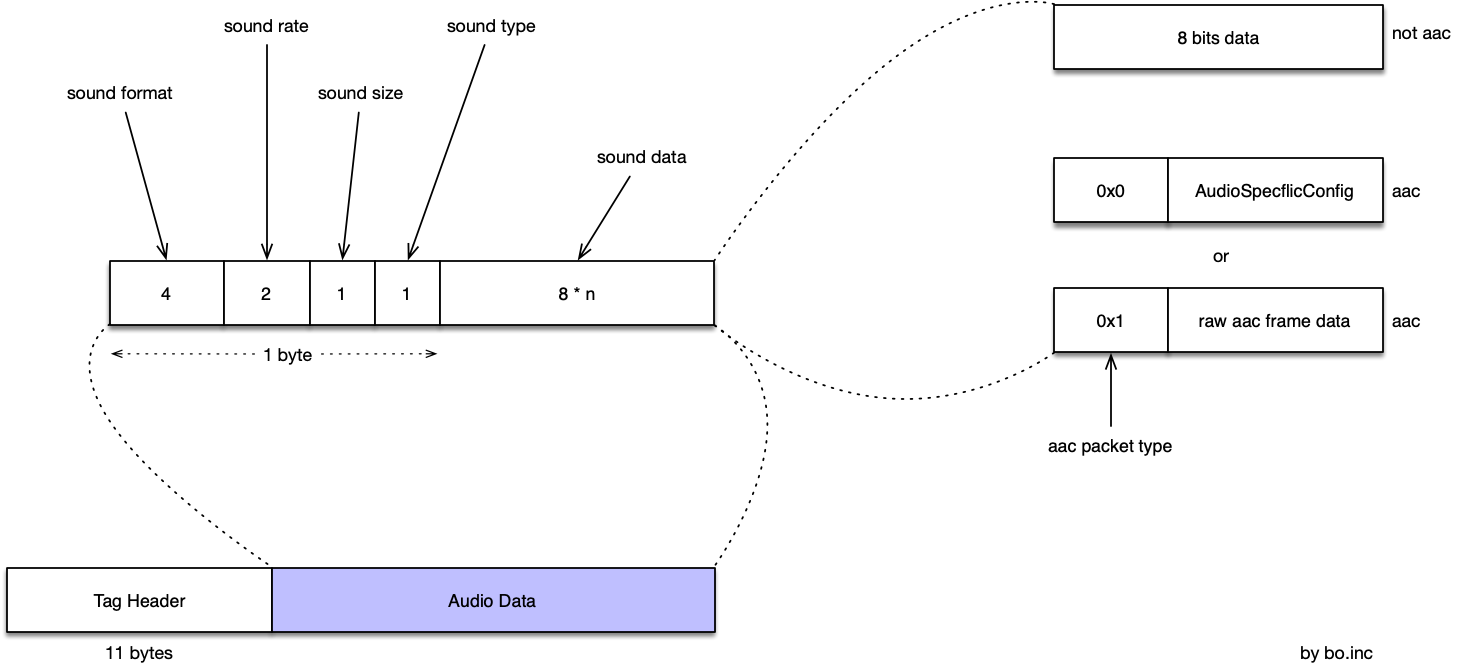 sound rate
sound type
8 bits data
not aac
sound format
sound size
sound data
0x0
AudioSpecflicConfig
aac
or
4
2
1
1
8 * n
0x1
raw aac frame data
aac
1 byte
aac packet type
Tag Header
Audio Data
11 bytes
by bo.inc